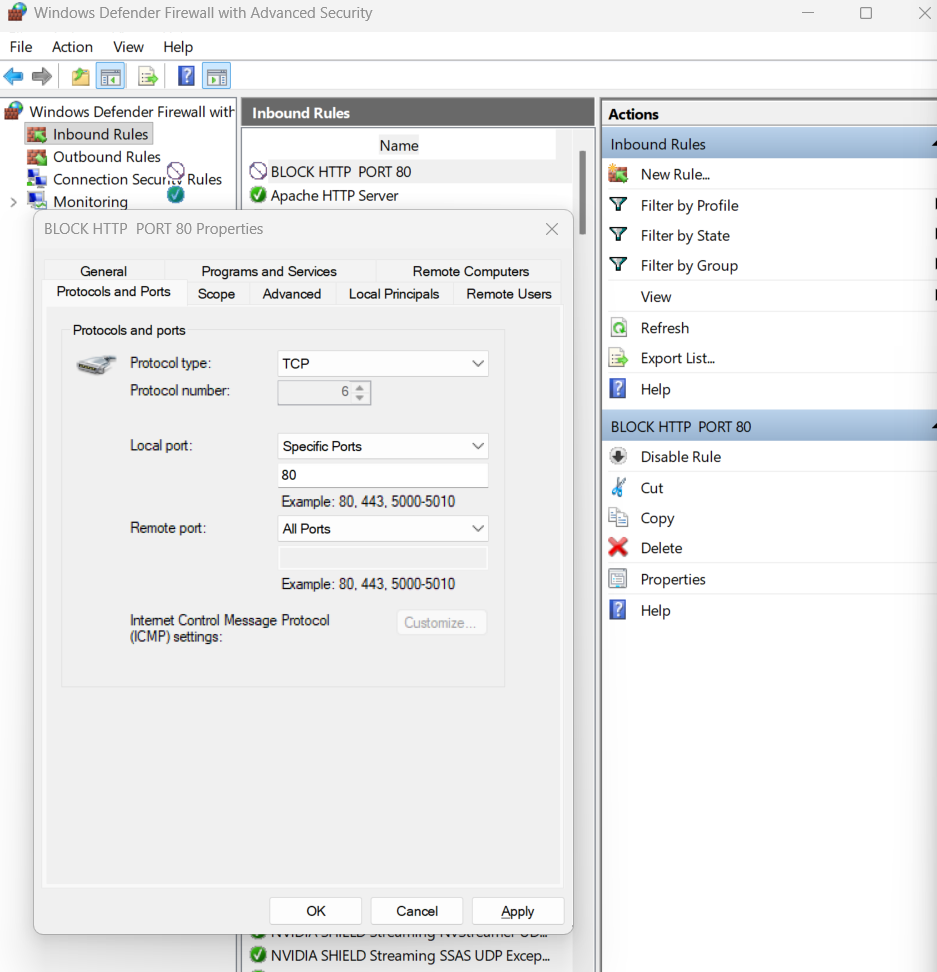 Windows Defender Firewall with Advanced Security
File Action View Help
Windows Defender Firewall with
Inbound Rules
Outbound Rules
Connection Security Rules
Monitoring
Inbound Rules
Name
BLOCK HTTP  PORT 80
Apache HTTP Server
BLOCK HTTP  PORT 80 Properties
General Programs and Services Remote Computers
Protocols and Ports Scope Advanced Local Principals Remote Users
Protocols and ports
Protocol type: TCP
Protocol number: 6
Local port: Specific Ports
80
Example: 80, 443, 5000-5010
Remote port: All Ports
Example: 80, 443, 5000-5010
Internet Control Message Protocol
(ICMP) settings:
Customize...
OK Cancel Apply
NVIDIA SHIELD Streaming NvStreamer UD...
NVIDIA SHIELD Streaming SSAS UDP Excep...
Actions
Inbound Rules
New Rule...
Filter by Profile
Filter by State
Filter by Group
View
Refresh
Export List...
Help
BLOCK HTTP  PORT 80
Disable Rule
Cut
Copy
Delete
Properties
Help